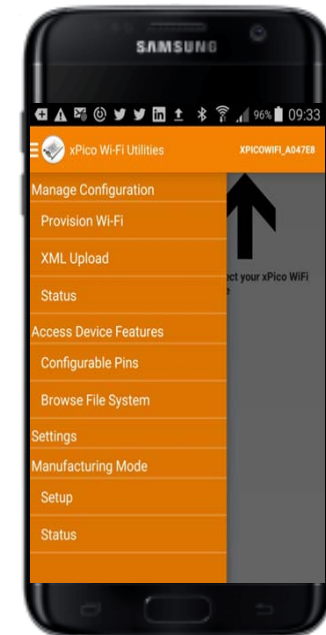 SAMSUNG
96% 09:33
xPico Wi-Fi Utilities XPICOWIFI_A047E8
Manage Configuration
Provision Wi-Fi
XML Upload
ect your xPico WiFi
e
Status
Access Device Features
Configurable Pins
Browse File System
Settings
Manufacturing Mode
Setup
Status